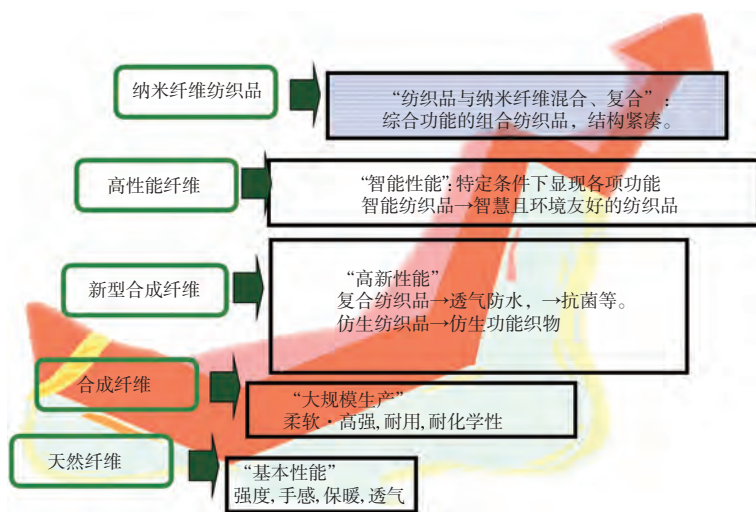 纳米纤维纺织品
“纺织品与纳米纤维混合、复合”：
综合功能的组合纺织品，结构紧凑。
高性能纤维
“智能性能”：特定条件下显现各项功能
智能纺织品→智慧且环境友好的纺织品
新型合成纤维
“高新性能”
复合纺织品→透气防水，→抗菌等。
仿生纺织品→仿生功能织物
合成纤维
“大规模生产”
柔软·高强,耐用,耐化学性
天然纤维
“基本性能”
强度,手感,保暖,透气